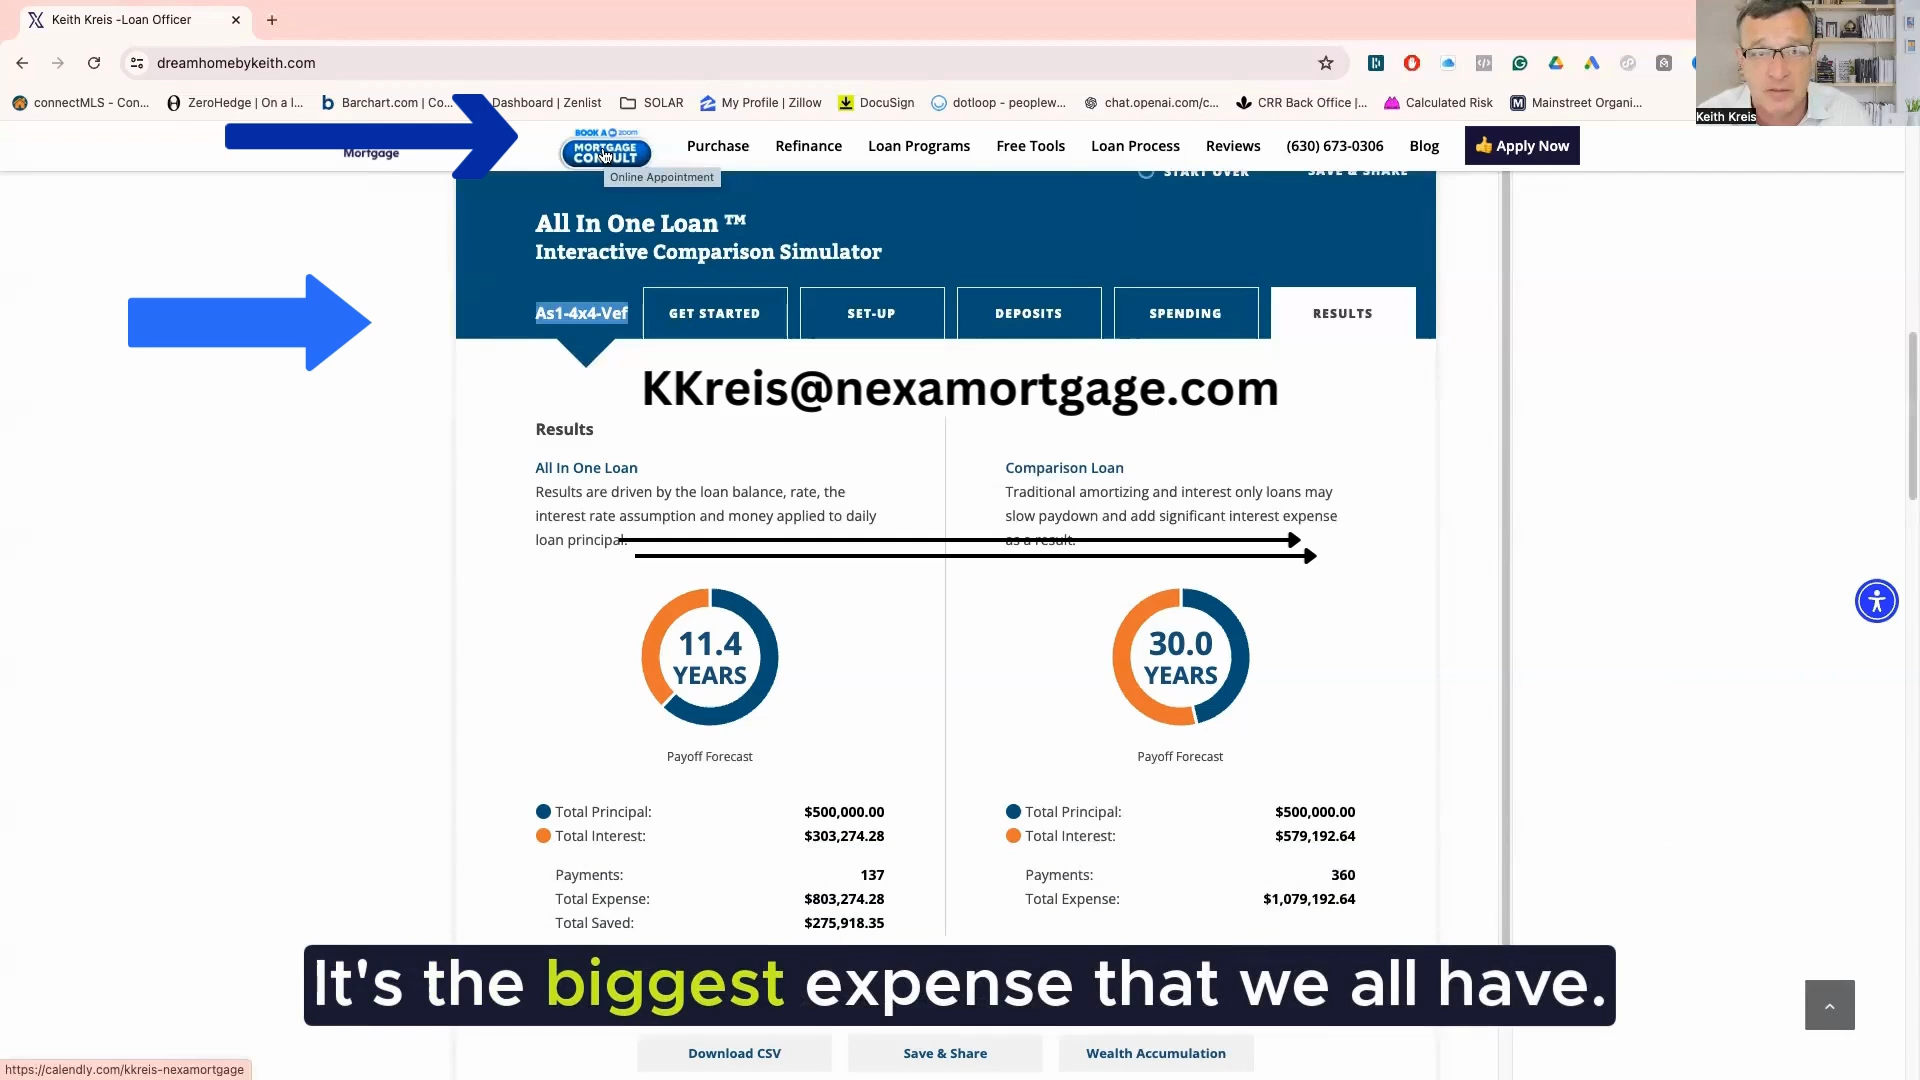 Keith Kreis -Loan Officer
dreamhomebykeith.com
connectMLS - Con...
ZeroHedge | On a l...
Barchart.com | Co...
Dashboard | Zenlist
SOLAR
My Profile | Zillow
DocuSign
dotloop - peoplew...
chat.openai.com/c...
CRR Back Office |...
Calculated Risk
Mainstreet Organi...
Keith Kreis
Mortgage
BOOK A zoom
MORTGAGE
CONSULT
Purchase
Refinance
Loan Programs
Free Tools
Loan Process
Reviews
(630) 673-0306
Blog
Apply Now
Online Appointment
START OVER
SAVE & SHARE
All In One Loan ™
Interactive Comparison Simulator
As1-4x4-Vef
GET STARTED
SET-UP
DEPOSITS
SPENDING
RESULTS
KKreis@nexamortgage.com
Results
All In One Loan
Results are driven by the loan balance, rate, the
interest rate assumption and money applied to daily
loan principal.
Comparison Loan
Traditional amortizing and interest only loans may
slow paydown and add significant interest expense
as a result.
11.4
YEARS
Payoff Forecast
30.0
YEARS
Payoff Forecast
Total Principal: $500,000.00
Total Interest: $303,274.28
Payments: 137
Total Expense: $803,274.28
Total Saved: $275,918.35
Total Principal: $500,000.00
Total Interest: $579,192.64
Payments: 360
Total Expense: $1,079,192.64
It's the biggest expense that we all have.
Download CSV
Save & Share
Wealth Accumulation
https://calendly.com/kkreis-nexamortgage